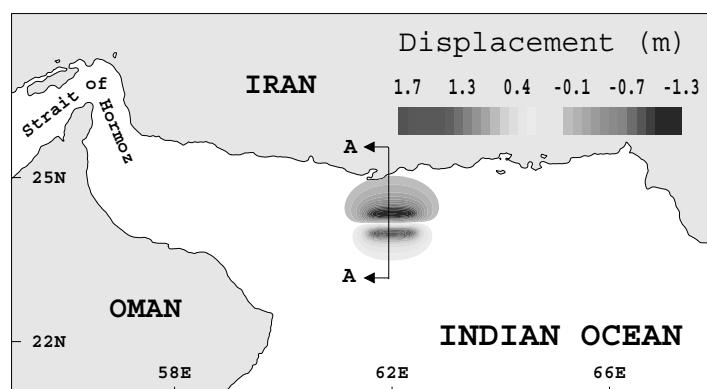 Displacement (m)
1.7 1.3 0.4 -0.1 -0.7 -1.3
IRAN
Strait of
Hormoz
A
25N
A
OMAN
INDIAN OCEAN
22N
58E 62E 66E